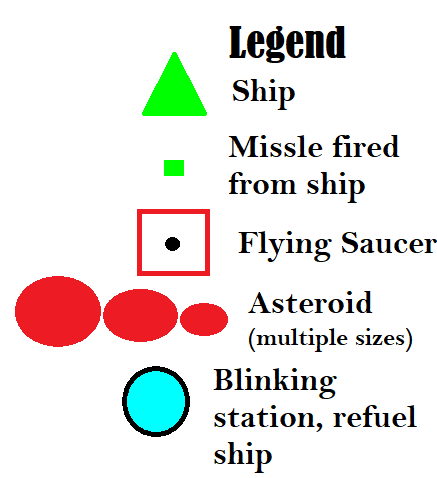 Legend
Ship
Missle fired
from ship
Flying Saucer
Asteroid
(multiple sizes)
Blinking
station, refuel
ship